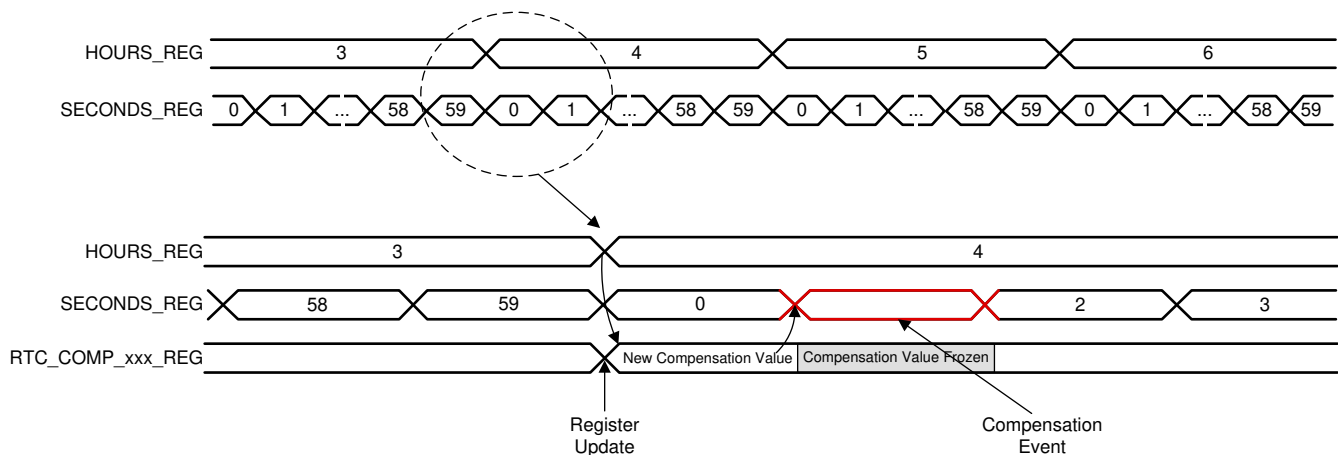 HOURS_REG 3 4 5 6
SECONDS_REG 0 1 ... 58 59 0 1 ... 58 59 0 1 ... 58 59 0 1 ... 58 59
HOURS_REG 3 4
SECONDS_REG 58 59 0 2 3
RTC_COMP_xxx_REG New Compensation Value Compensation Value Frozen
Register
Update
Compensation
Event